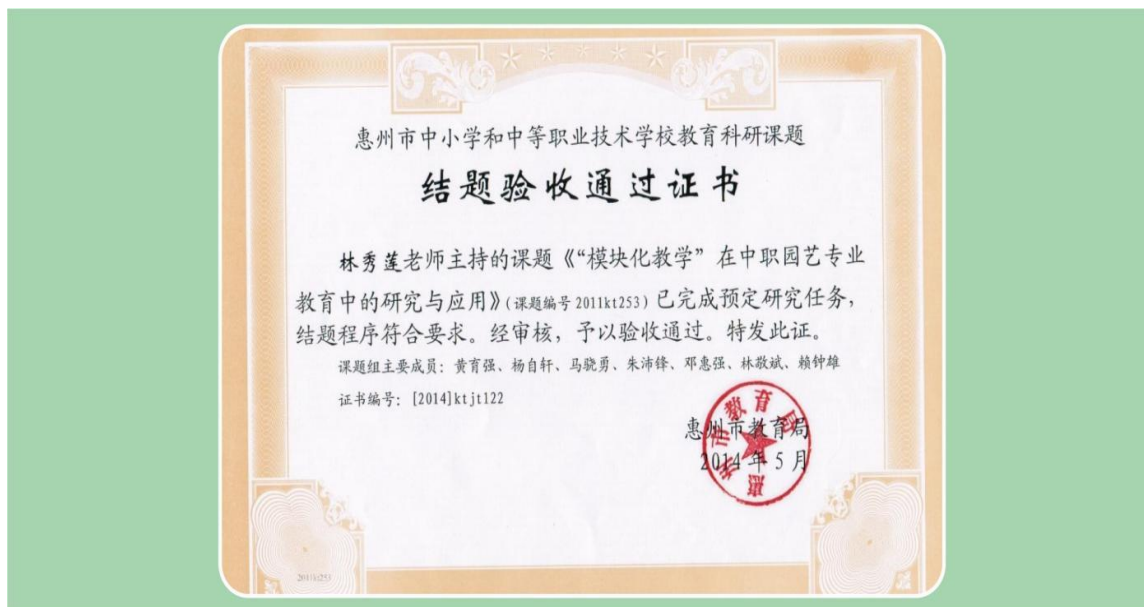 惠州市中小学和中等职业技术学校教育科研课题
结题验收通过证书
林秀莲老师主持的课题《“模块化教学”在中职园艺专业
教育中的研究与应用》(课题编号2011kt253)已完成预定研究任务,
结题程序符合要求。经审核,予以验收通过。特发此证。
课题组主要成员:黄育强、杨自轩、马骁勇、朱沛锋、邓惠强、林敬斌、赖钟雄
证书编号:[2014]ktjt122
惠州市教育局
2014年5月
惠州市教育局